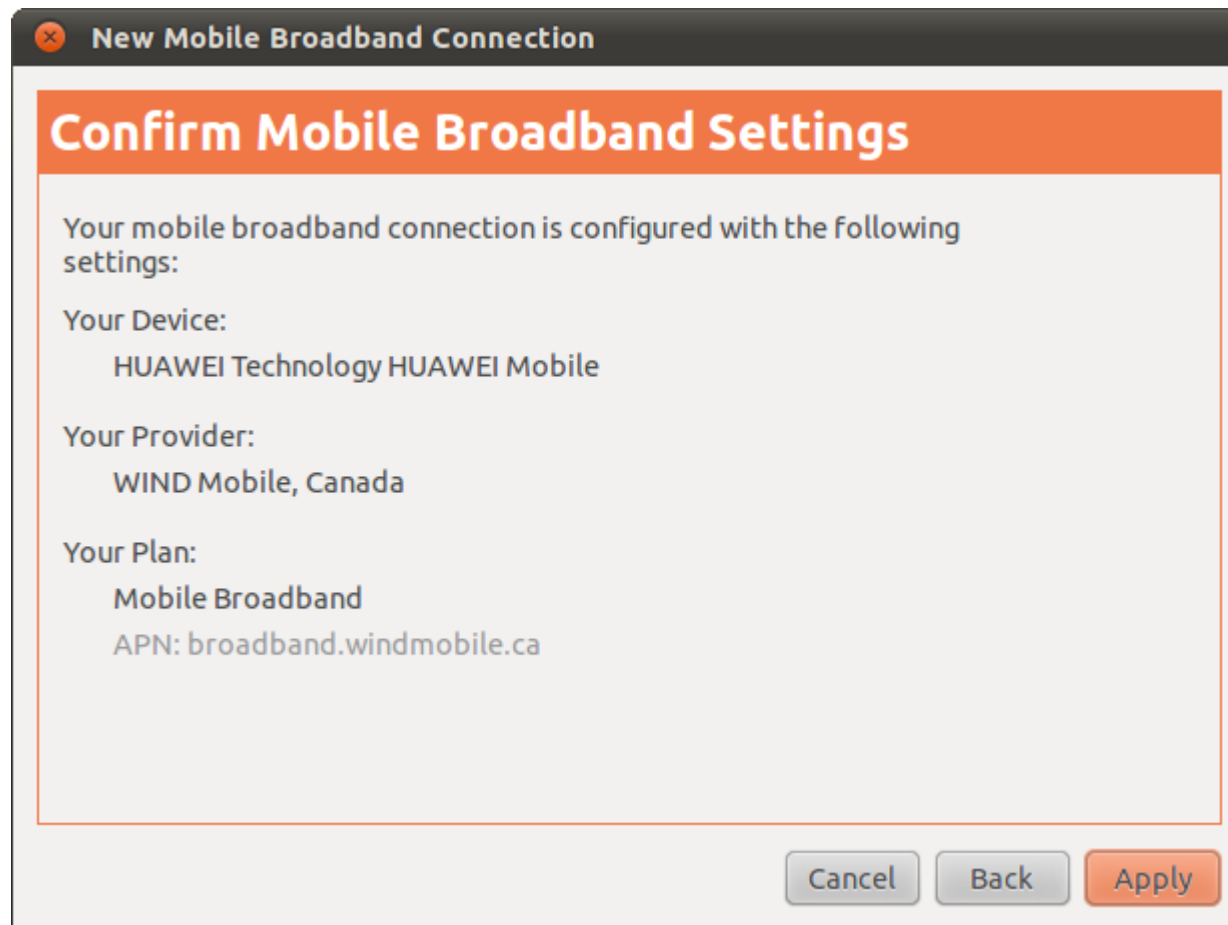 New Mobile Broadband Connection
Confirm Mobile Broadband Settings
Your mobile broadband connection is configured with the following
settings:
Your Device:
HUAWEI Technology HUAWEI Mobile
Your Provider:
WIND Mobile, Canada
Your Plan:
Mobile Broadband
APN: broadband.windmobile.ca
Cancel Back Apply